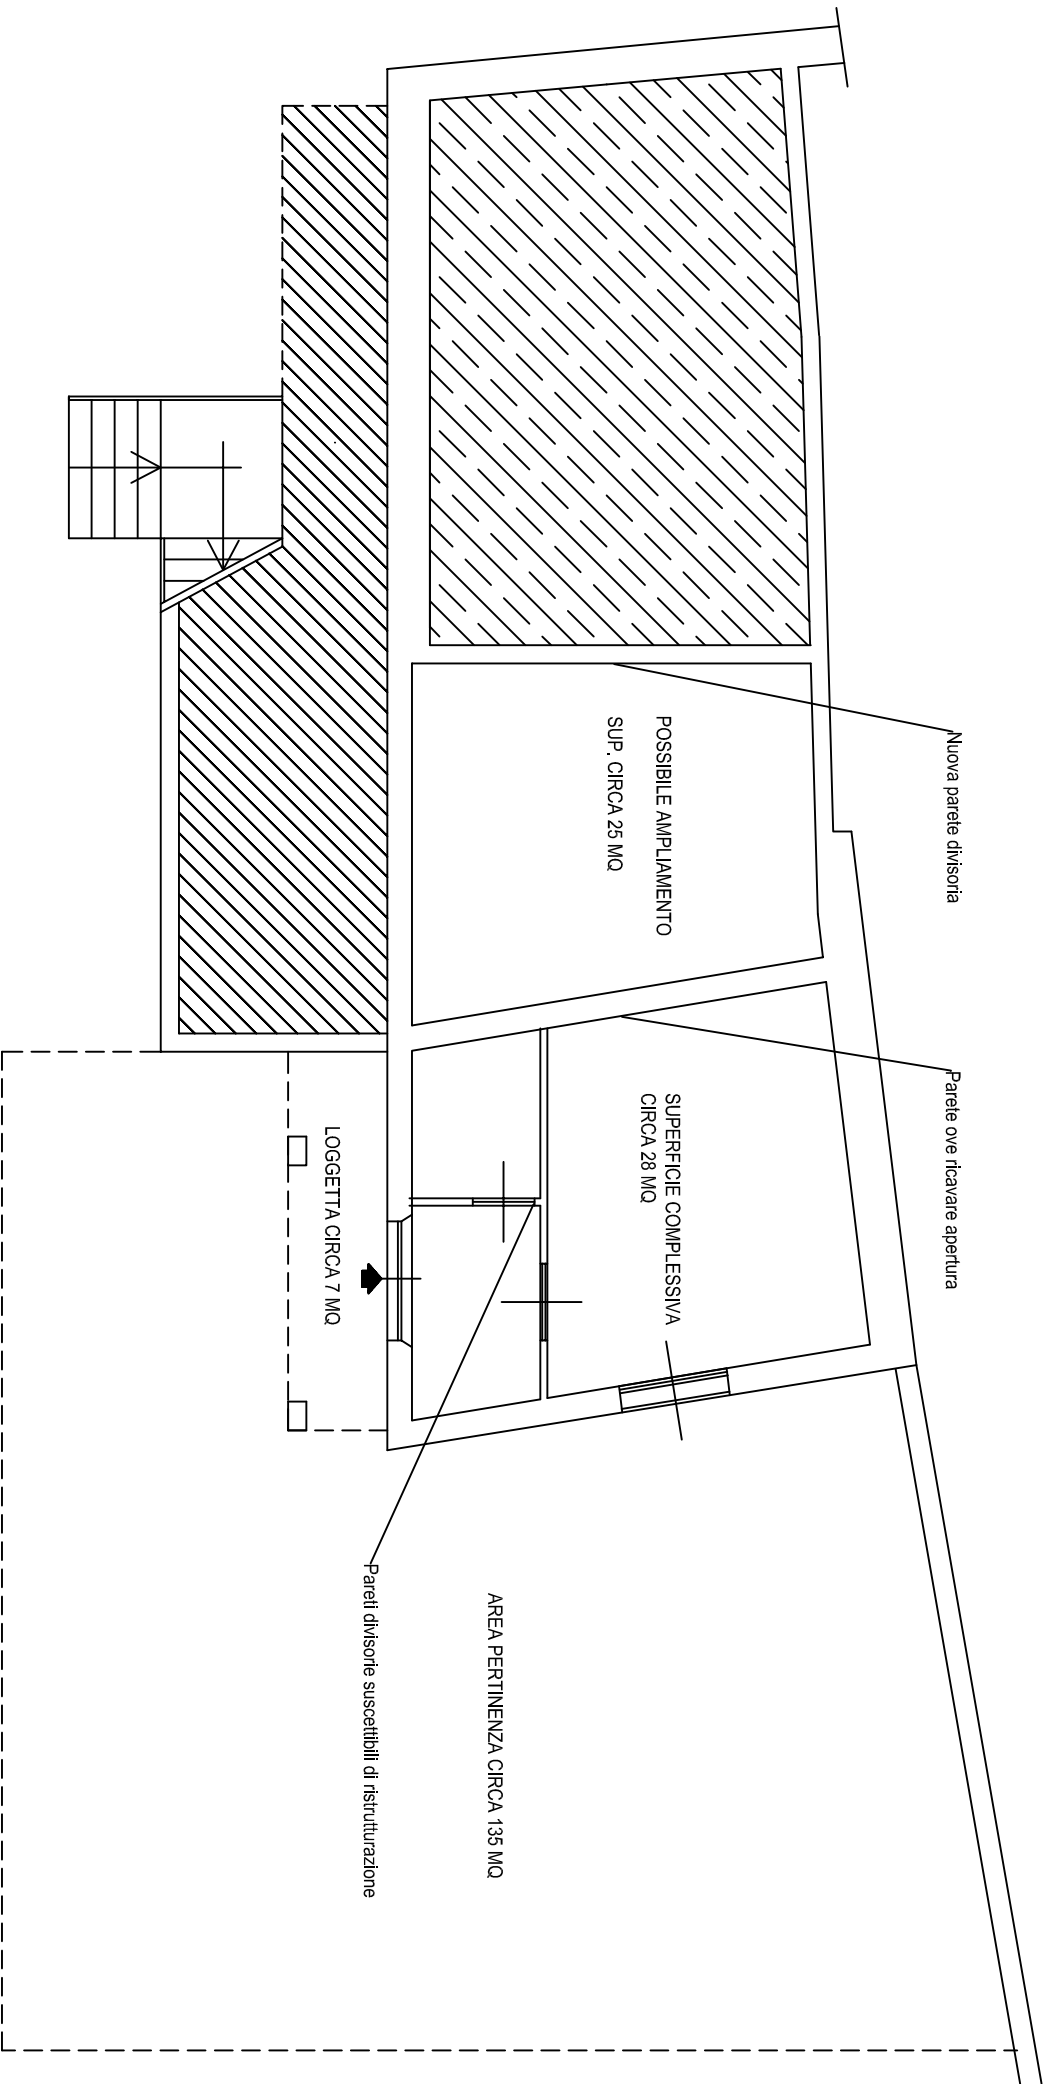 Nuova parete divisoria
Parete ove ricavare apertura
POSSIBILE AMPLIAMENTO
SUP. CIRCA 25 MQ
SUPERFICIE COMPLESSIVA
CIRCA 28 MQ
LOGGETTA CIRCA 7 MQ
AREA PERTINENZA CIRCA 135 MQ
Pareti divisorie suscettibili di ristrutturazione